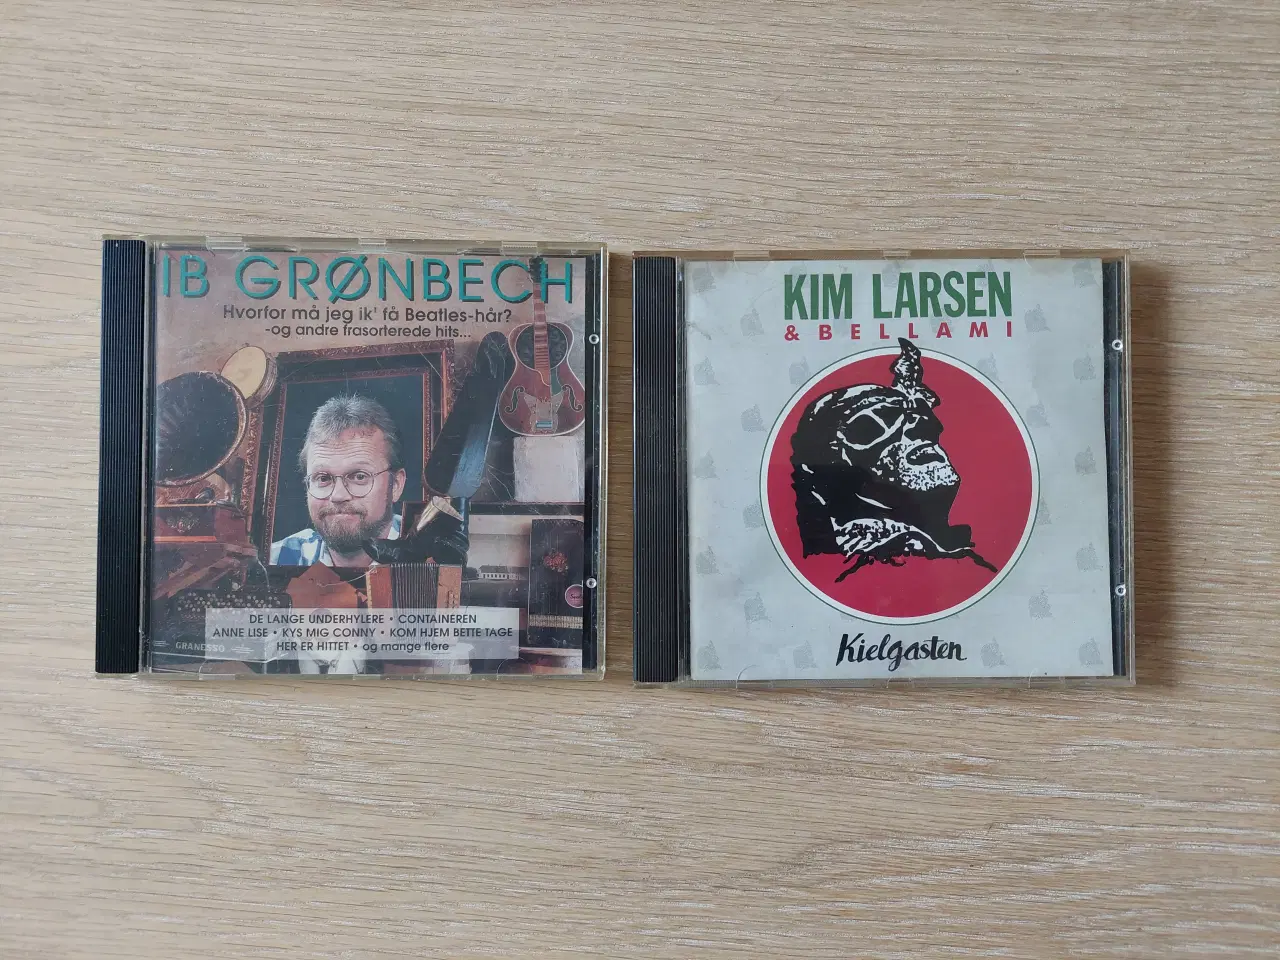 IB GRØNBECH
Hvorfor må jeg ik' få Beatles-hår?
-og andre frasorterede hits...
DE LANGE UNDERHYLERE • CONTAINEREN
ANNE LISE • KYS MIG CONNY • KOM HJEM BETTE TAGE
HER ER HITTET • og mange flere
GRANESSO
KIM LARSEN
& BELLAMI
Kielgasten